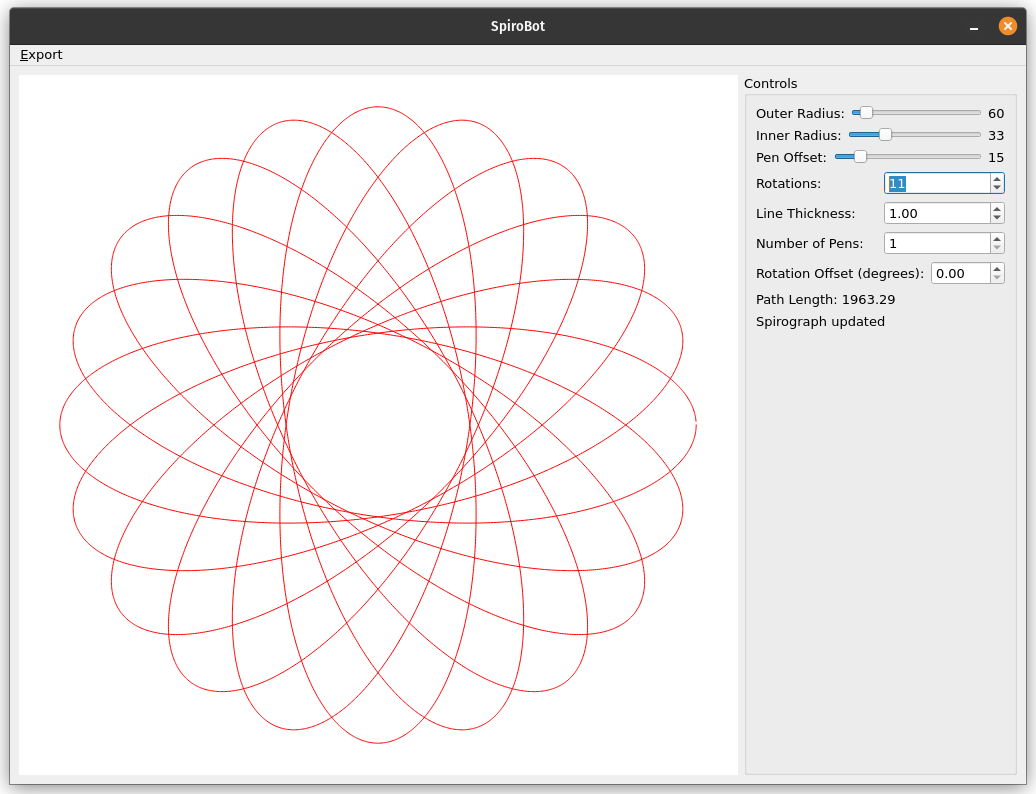 SpiroBot
Export
Controls
Outer Radius: 60
Inner Radius: 33
Pen Offset: 15
Rotations: 11
Line Thickness: 1.00
Number of Pens: 1
Rotation Offset (degrees): 0.00
Path Length: 1963.29
Spirograph updated